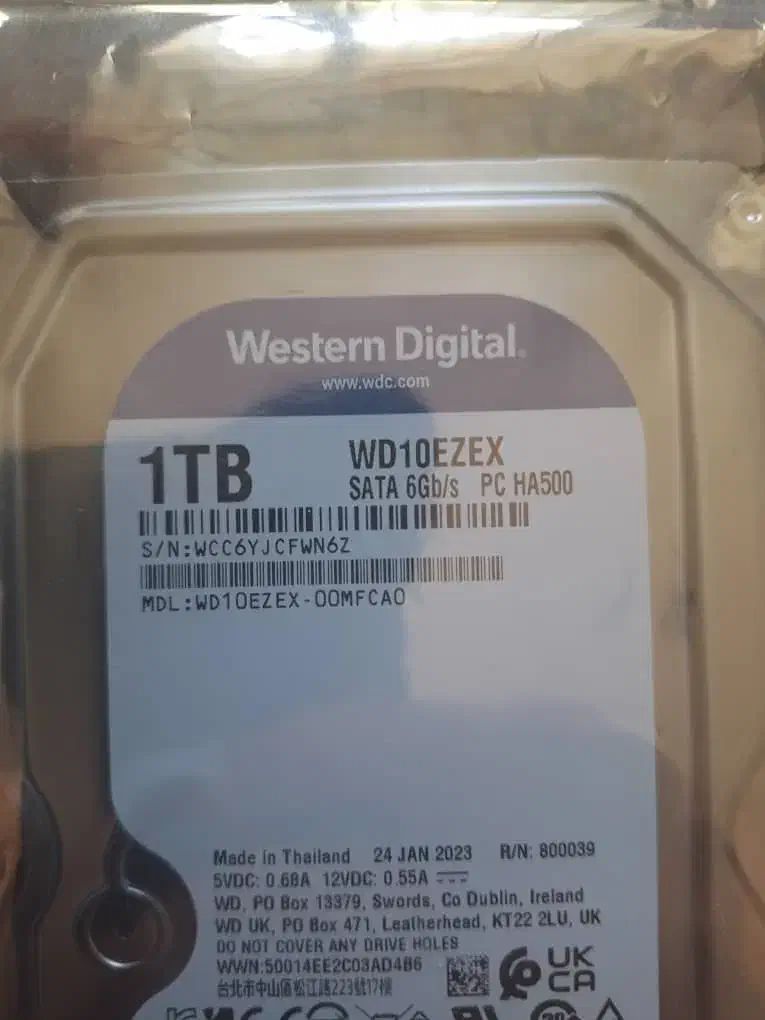 Western Digital.
www.wdc.com
1TB
WD10EZEX
SATA 6Gb/s PC HA500
S/N:WCC6YJCFWN6Z
MDL:WD10EZEX-00MFCA0
Made in Thailand 24 JAN 2023 R/N: 800039
5VDC: 0.68A 12VDC: 0.55A
WD, PO Box 13379, Swords, Co Dublin, Ireland
WD UK, PO Box 471, Leatherhead, KT22 2LU, UK
DO NOT COVER ANY DRIVE HOLES
WWN:50014EE2C03AD4B6
UK
CA
台北市中山區松江路223號17樓